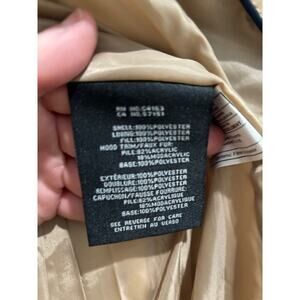 RN NO:04153
CA NO:57151
SHELL:100%POLYESTER
LINING:100%POLYESTER
FILL:100%POLYESTER
HOOD TRIM/FAUX FUR:
PILE:82%ACRYLIC
18%MODACRYLIC
BASE:100%POLYESTER
EXTÉRIEUR:100%POLYESTER
DOUBLURE:100%POLYESTER
REMPLISSAGE:100%POLYESTER
CAPUCHON/FAUSSE FOURRURE:
PILE:82%ACRYLIQUE
18%MODACRYLIQUE
BASE:100%POLYESTER
SEE REVERSE FOR CARE
ENTRETIEN AU VERSO